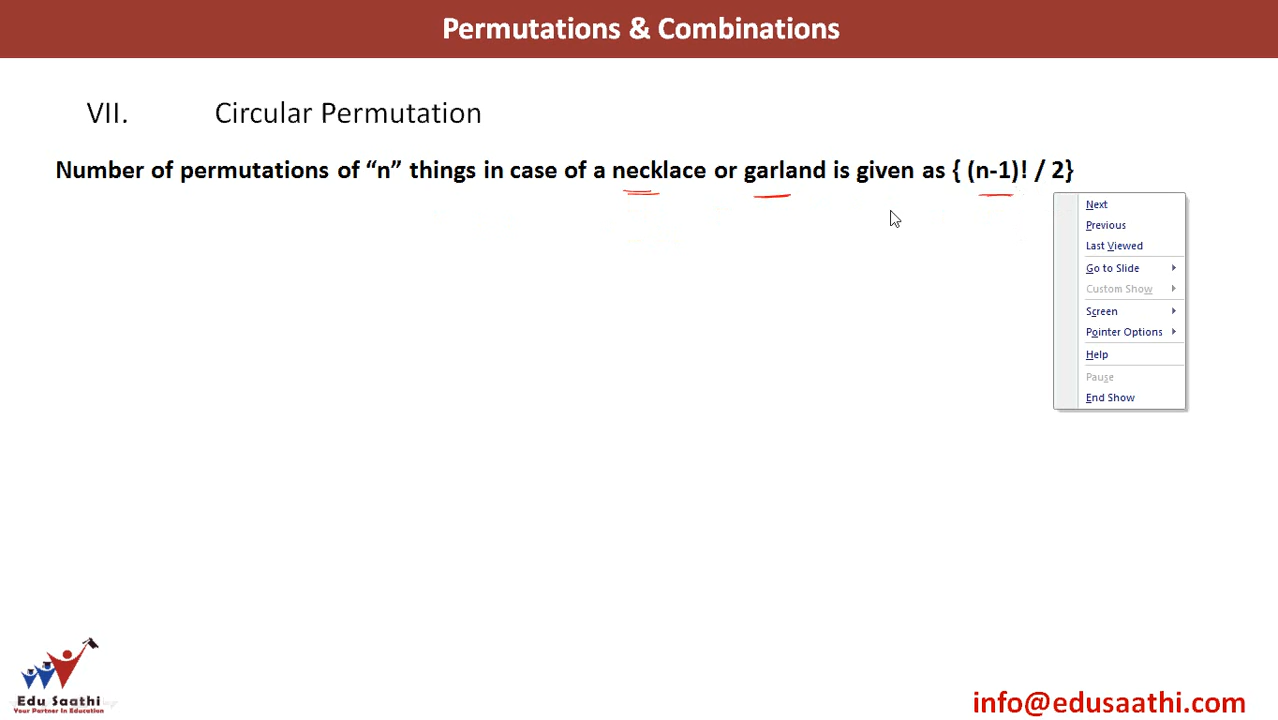 Permutations & Combinations
VII. Circular Permutation
Number of permutations of “n” things in case of a necklace or garland is given as { (n-1)! / 2}
Next
Previous
Last Viewed
Go to Slide
Custom Show
Screen
Pointer Options
Help
Pause
End Show
Edu Saathi
Your Partner In Education
info@edusaathi.com